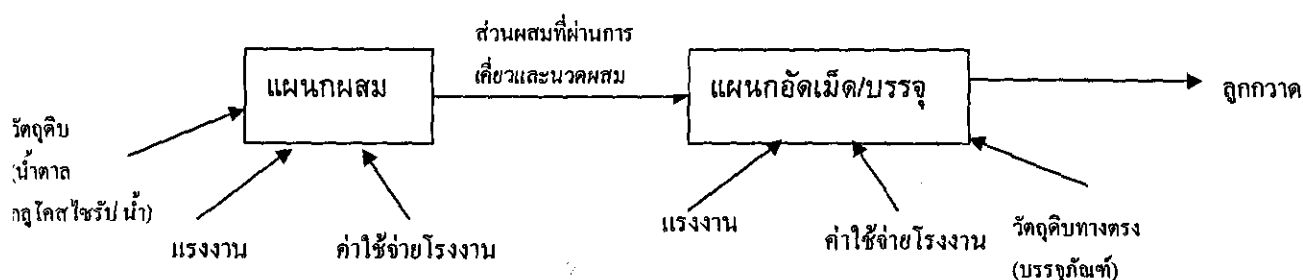 ส่วนผสมที่ผ่านการ
เคี่ยวและนวดผสม
แผนกผสม
แผนกอัดเม็ด/บรรจุ
ลูกกวาด
วัตถุดิบ
(น้ำตาล
กลูโคสไซรัป/น้ำ)
แรงงาน
ค่าใช้จ่ายโรงงาน
แรงงาน
ค่าใช้จ่ายโรงงาน
วัตถุดิบทางตรง
(บรรจุภัณฑ์)